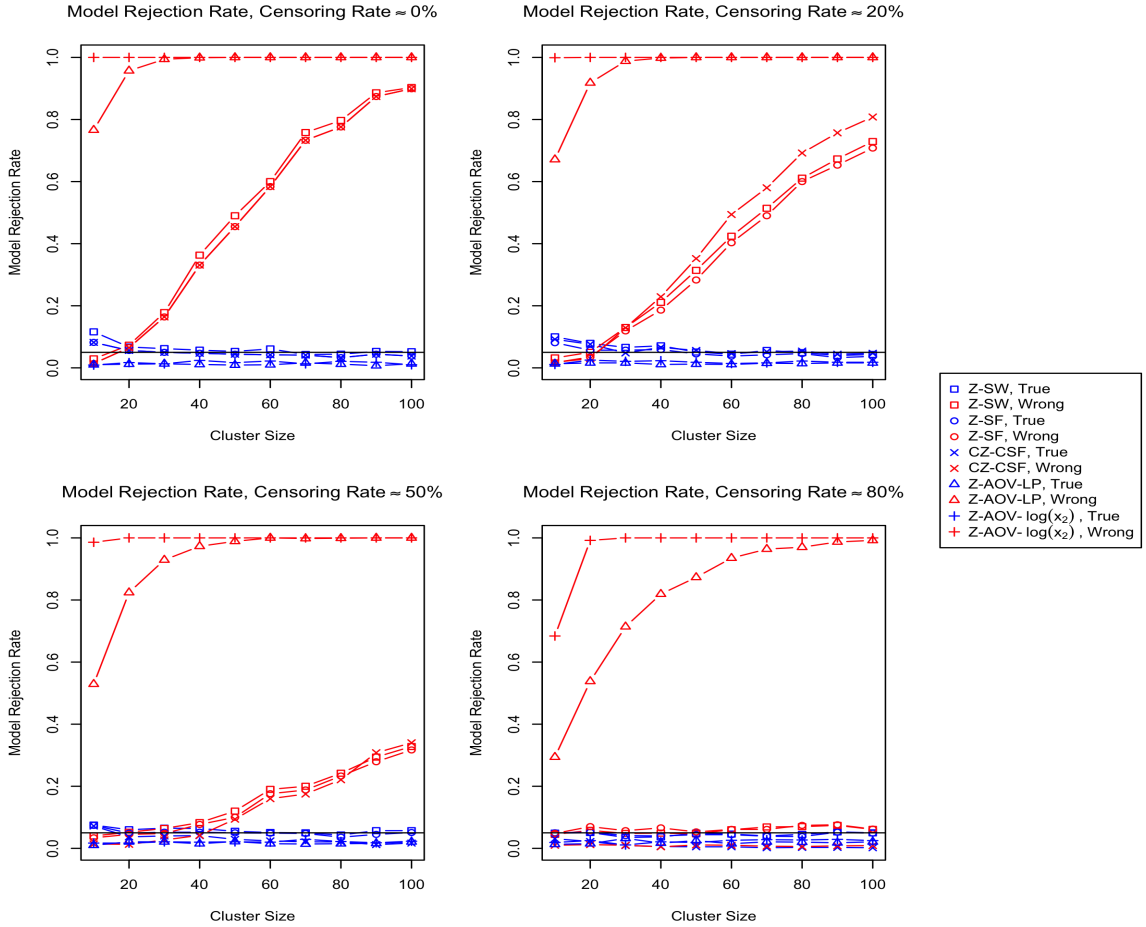 Model Rejection Rate, Censoring Rate ≈ 0%
Model Rejection Rate
1.0
0.8
0.6
0.4
0.2
0.0
20 40 60 80 100
Cluster Size
Model Rejection Rate, Censoring Rate ≈ 20%
Model Rejection Rate
1.0
0.8
0.6
0.4
0.2
0.0
20 40 60 80 100
Cluster Size
Model Rejection Rate, Censoring Rate ≈ 50%
Model Rejection Rate
1.0
0.8
0.6
0.4
0.2
0.0
20 40 60 80 100
Cluster Size
Model Rejection Rate, Censoring Rate ≈ 80%
Model Rejection Rate
1.0
0.8
0.6
0.4
0.2
0.0
20 40 60 80 100
Cluster Size
Z-SW, True
Z-SW, Wrong
Z-SF, True
Z-SF, Wrong
CZ-CSF, True
CZ-CSF, Wrong
Z-AOV-LP, True
Z-AOV-LP, Wrong
Z-AOV- log(x₂) , True
Z-AOV- log(x₂) , Wrong